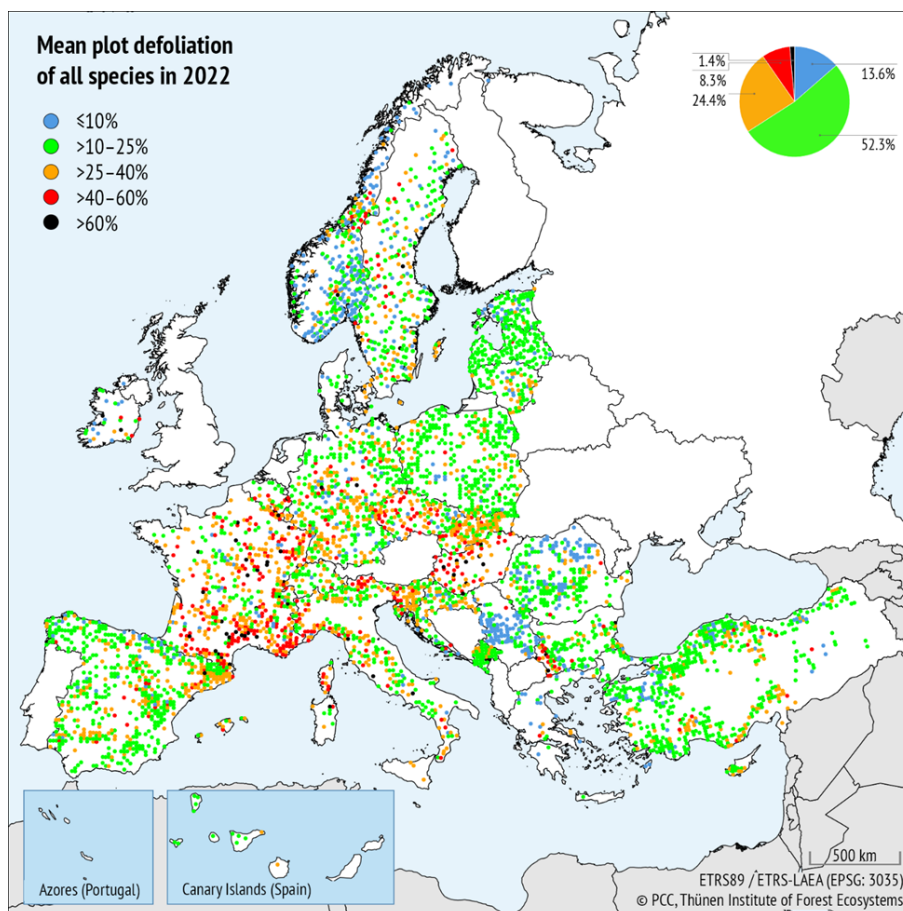 Mean plot defoliation
of all species in 2022
≤10%
>10–25%
>25–40%
>40–60%
>60%
1.4%
8.3%
24.4%
13.6%
52.3%
Azores (Portugal)
Canary Islands (Spain)
500 km
ETRS89 / ETRS-LAEA (EPSG: 3035)
© PCC, Thünen Institute of Forest Ecosystems